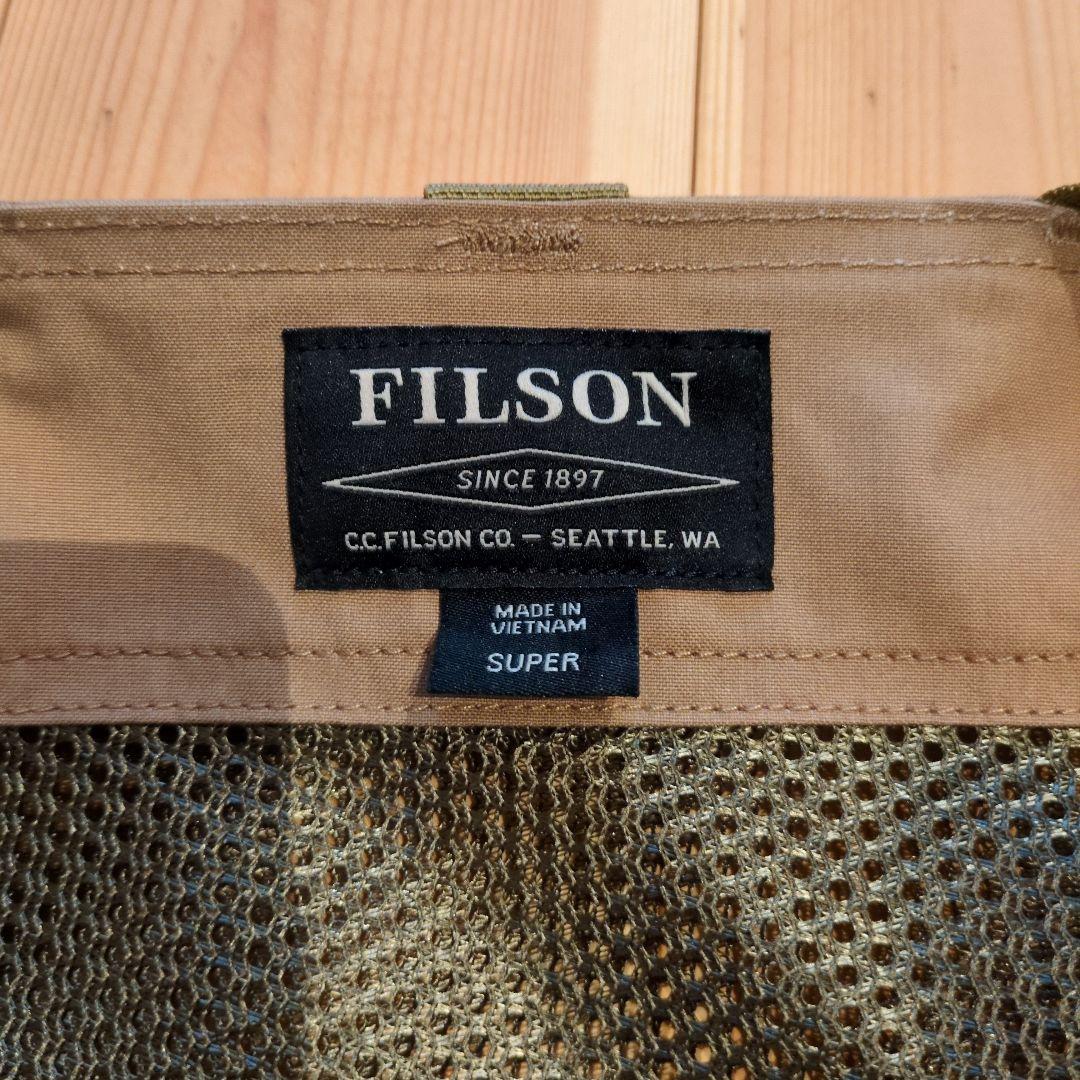 FILSON
SINCE 1897
C.C.FILSON CO. — SEATTLE, WA
MADE IN
VIETNAM
SUPER